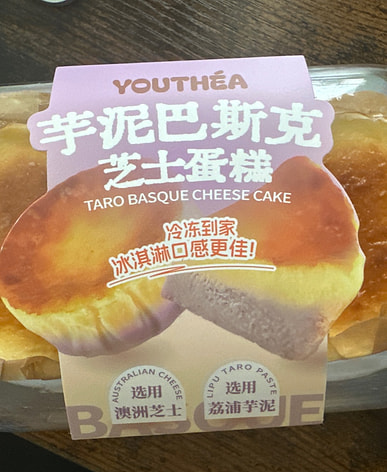 YOUTHÉA
芋泥巴斯克
芝士蛋糕
TARO BASQUE CHEESE CAKE
冷冻到家
冰淇淋口感更佳!
AUSTRALIAN CHEESE
选用
澳洲芝士
LIPU TARO PASTE
选用
荔浦芋泥
BASQUE